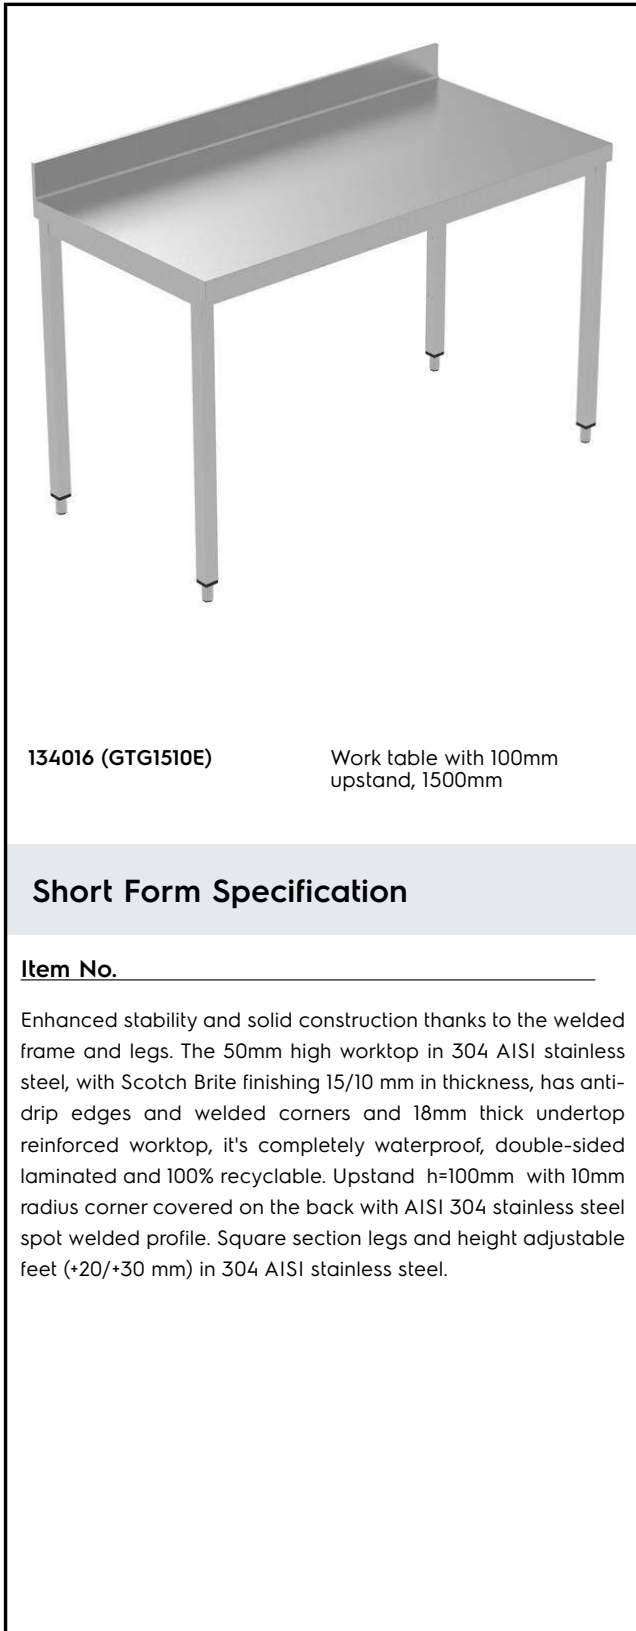 134016 (GTG1510E)
Work table with 100mm
upstand, 1500mm
Short Form Specification
Item No.
Enhanced stability and solid construction thanks to the welded
frame and legs. The 50mm high worktop in 304 AISI stainless
steel, with Scotch Brite finishing 15/10 mm in thickness, has anti-
drip edges and welded corners and 18mm thick undertop
reinforced worktop, it's completely waterproof, double-sided
laminated and 100% recyclable. Upstand h=100mm with 10mm
radius corner covered on the back with AISI 304 stainless steel
spot welded profile. Square section legs and height adjustable
feet (+20/+30 mm) in 304 AISI stainless steel.